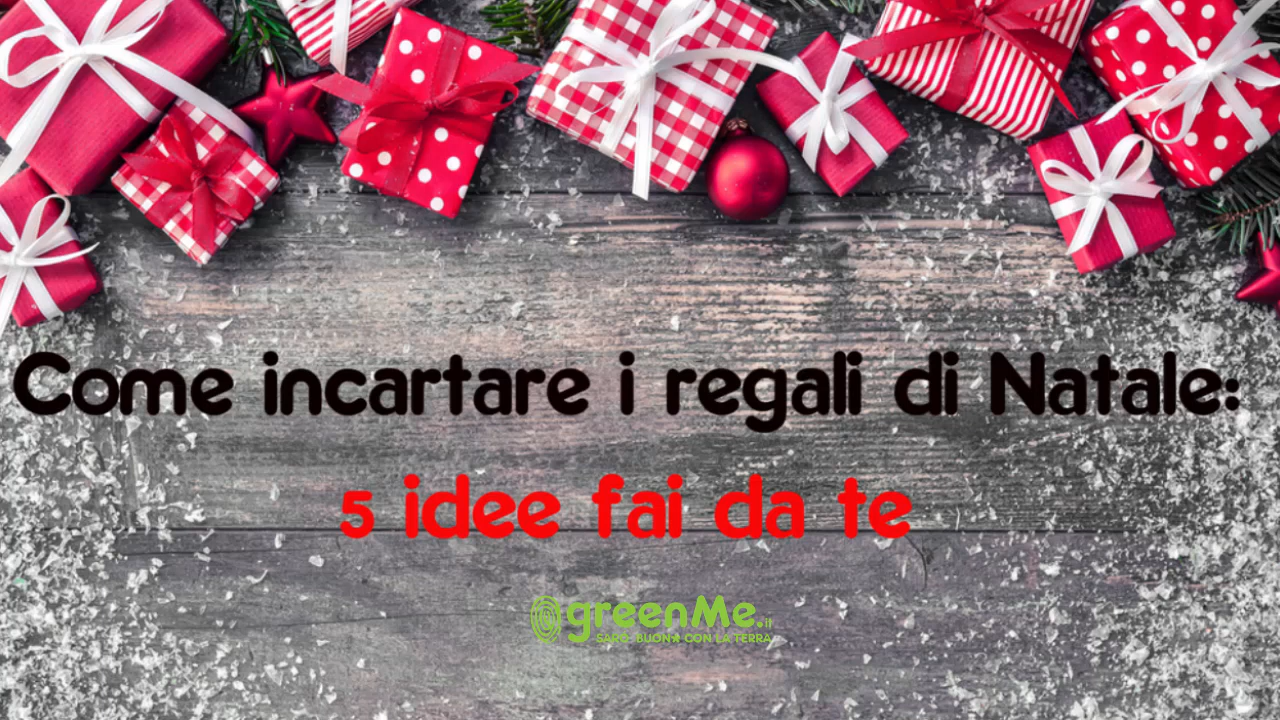 Come incartare i regali di Natale:
5 idee fai da te
greenMe.it
SARÒ BUONA CON LA TERRA